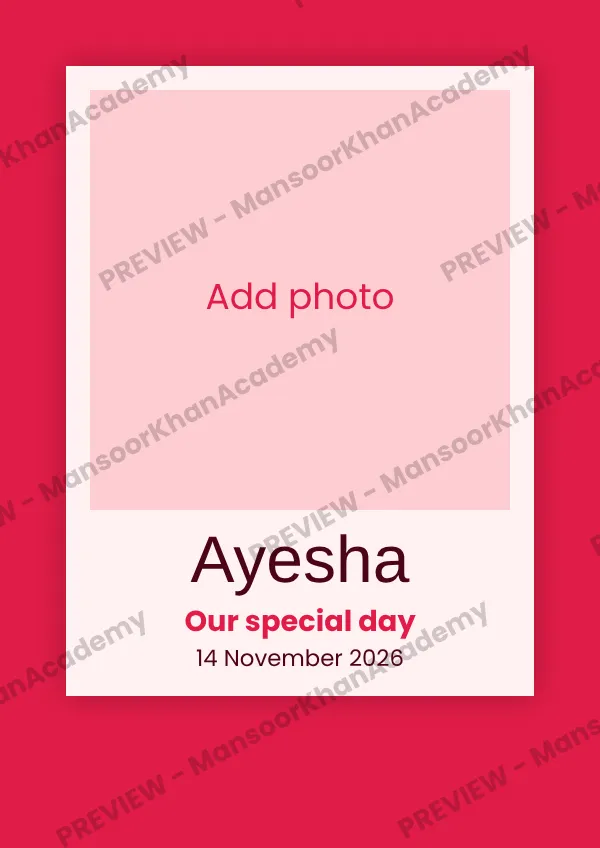 PREVIEW - MansoorKhanAcademy
Add photo
Ayesha
Our special day
14 November 2026